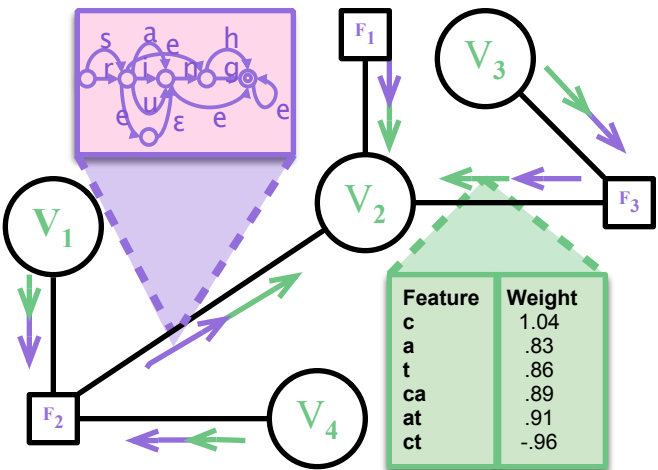 s a e h
r i n g
u e
e ε e
F1
V3
V2
F3
V1
Feature Weight
c 1.04
a .83
t .86
ca .89
at .91
ct -.96
F2
V4